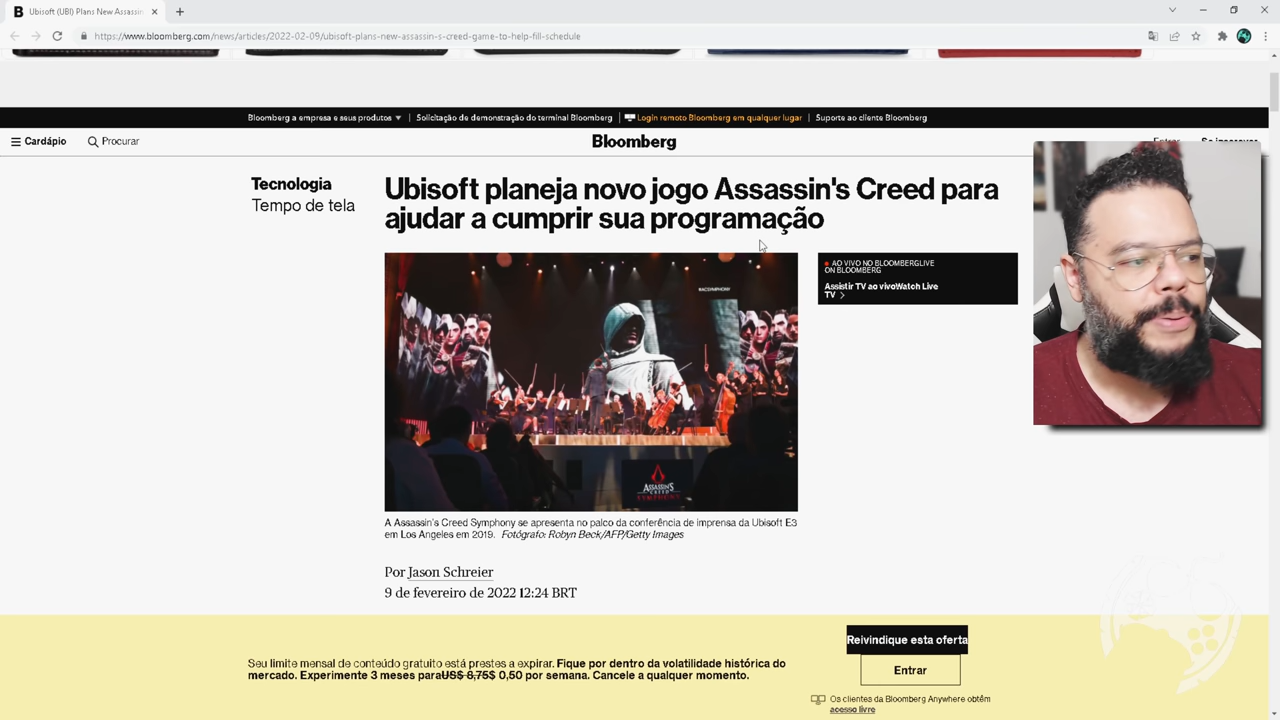 Ubisoft (UBI) Plans New Assassin
https://www.bloomberg.com/news/articles/2022-02-09/ubisoft-plans-new-assassin-s-creed-game-to-help-fill-schedule
Bloomberg a empresa e seus produtos
Solicitação de demonstração do terminal Bloomberg
Login remoto Bloomberg em qualquer lugar
Suporte ao cliente Bloomberg
Cardápio
Procurar
Bloomberg
Tecnologia
Tempo de tela
Ubisoft planeja novo jogo Assassin's Creed para
ajudar a cumprir sua programação
AO VIVO NO BLOOMBERGLIVE
ON BLOOMBERG
Assistir TV ao vivoWatch Live
TV
#ACSYMPHONY
ASSASSIN'S
CREED
SYMPHONY
A Assassin's Creed Symphony se apresenta no palco da conferência de imprensa da Ubisoft E3
em Los Angeles em 2019. Fotógrafo: Robyn Beck/AFP/Getty Images
Por Jason Schreier
9 de fevereiro de 2022 12:24 BRT
Seu limite mensal de conteúdo gratuito está prestes a expirar. Fique por dentro da volatilidade histórica do
mercado. Experimente 3 meses paraUS$ 8,75$ 0,50 por semana. Cancele a qualquer momento.
Reivindique esta oferta
Entrar
Os clientes da Bloomberg Anywhere obtêm
acesso livre